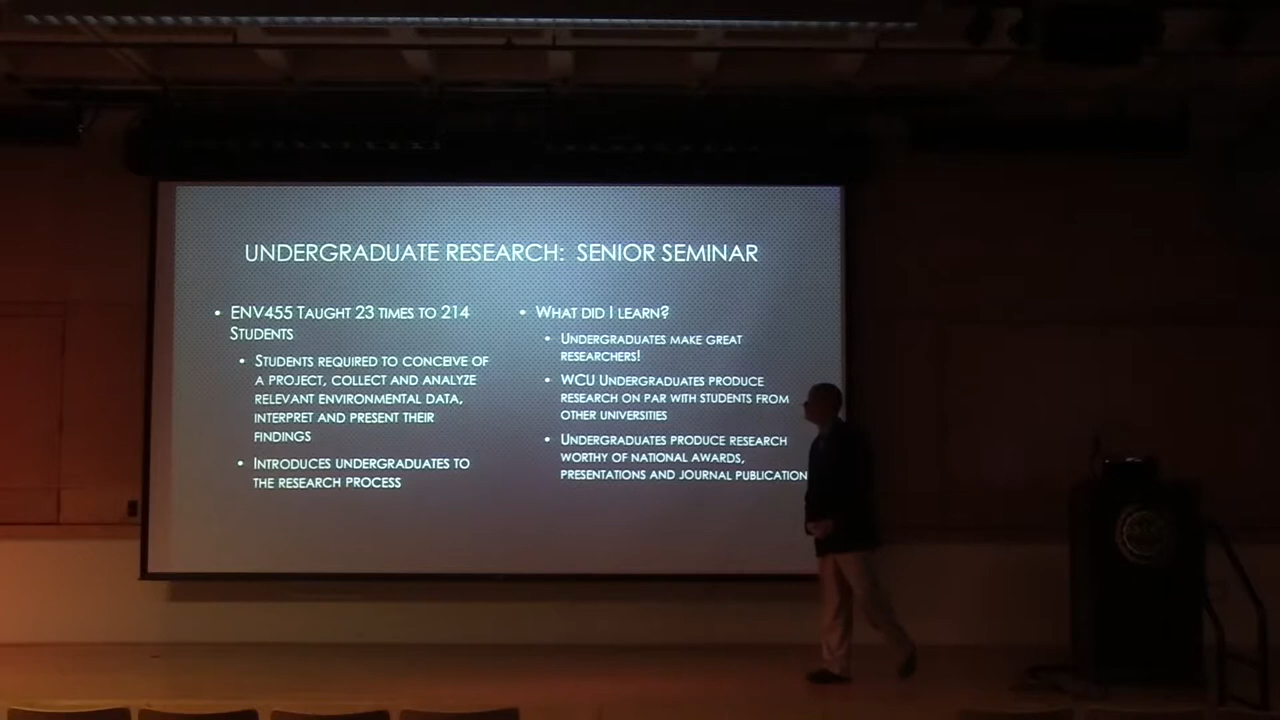 UNDERGRADUATE RESEARCH: SENIOR SEMINAR
• ENV455 TAUGHT 23 TIMES TO 214
STUDENTS
• STUDENTS REQUIRED TO CONCEIVE OF
A PROJECT, COLLECT AND ANALYZE
RELEVANT ENVIRONMENTAL DATA,
INTERPRET AND PRESENT THEIR
FINDINGS
• INTRODUCES UNDERGRADUATES TO
THE RESEARCH PROCESS
• WHAT DID I LEARN?
• UNDERGRADUATES MAKE GREAT
RESEARCHERS!
• WCU UNDERGRADUATES PRODUCE
RESEARCH ON PAR WITH STUDENTS FROM
OTHER UNIVERSITIES
• UNDERGRADUATES PRODUCE RESEARCH
WORTHY OF NATIONAL AWARDS,
PRESENTATIONS AND JOURNAL PUBLICATION